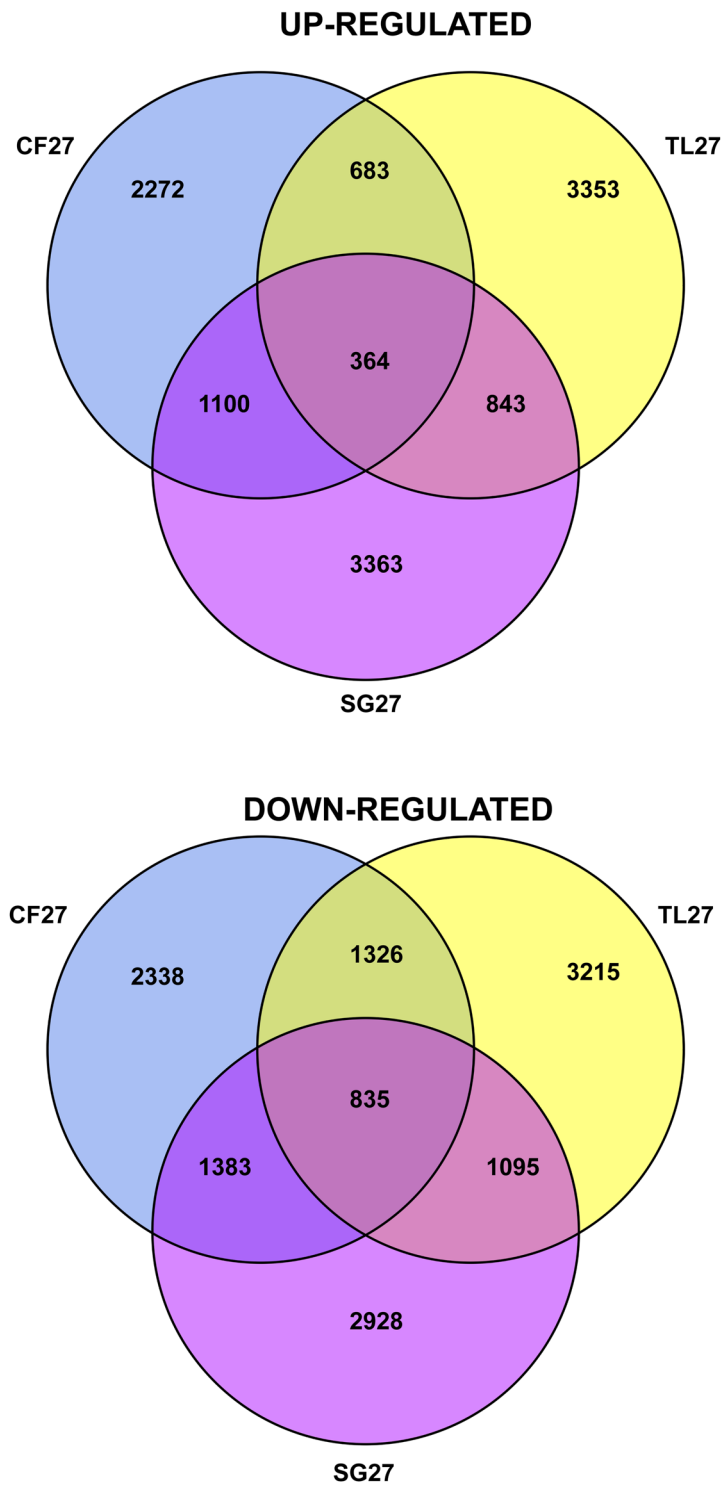 UP-REGULATED
CF27
TL27
683
2272
3353
364
1100
843
3363
SG27
DOWN-REGULATED
CF27
TL27
1326
2338
3215
835
1383
1095
2928
SG27